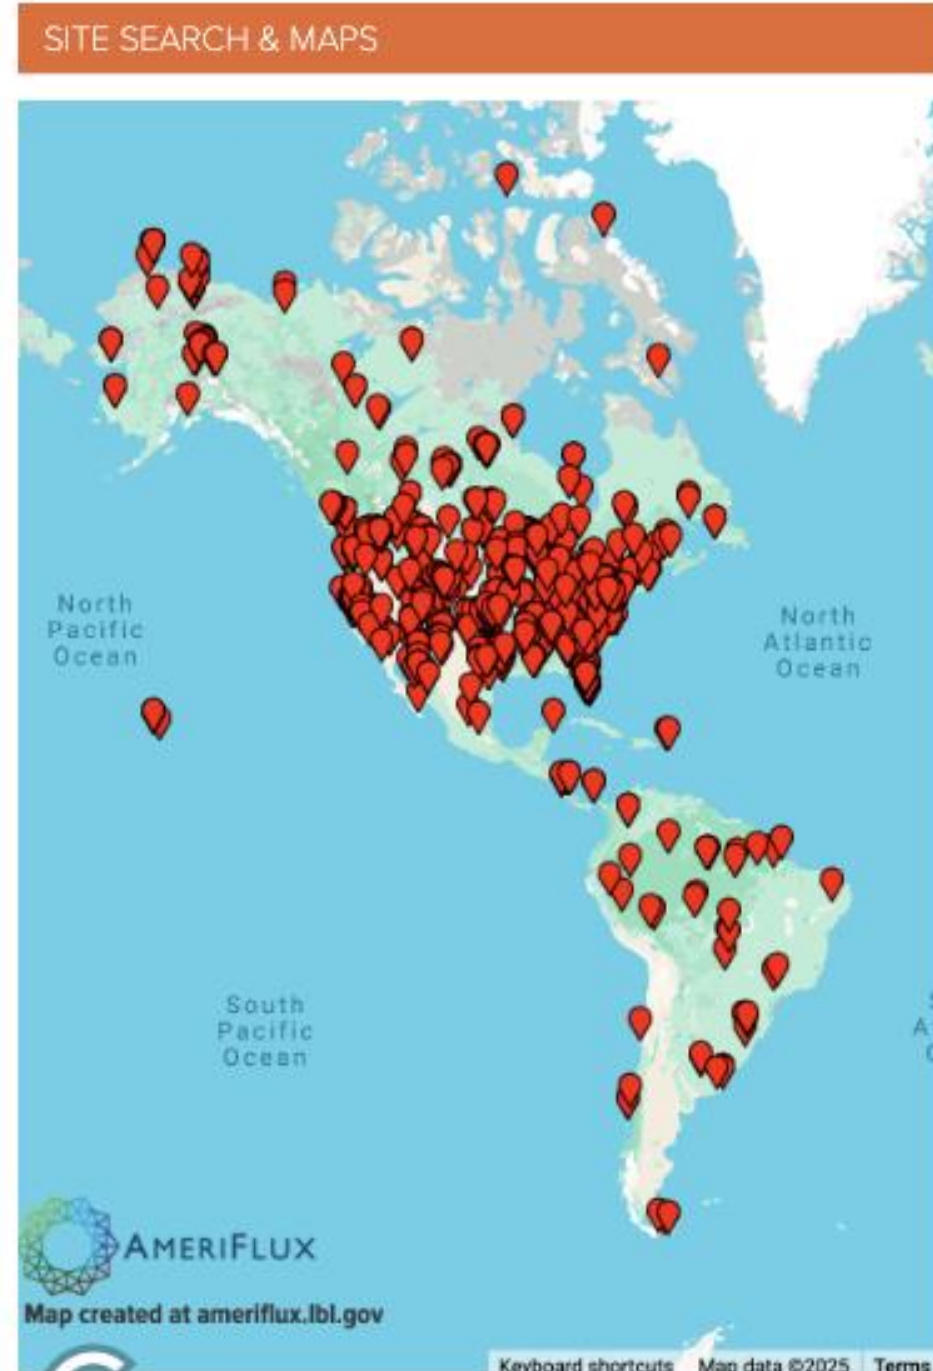 SITE SEARCH & MAPS
North
Pacific
Ocean
North
Atlantic
Ocean
South
Pacific
Ocean
AMERIFLUX
Map created at ameriflux.lbl.gov
Keyboard shortcuts
Map data ©2025
Terms